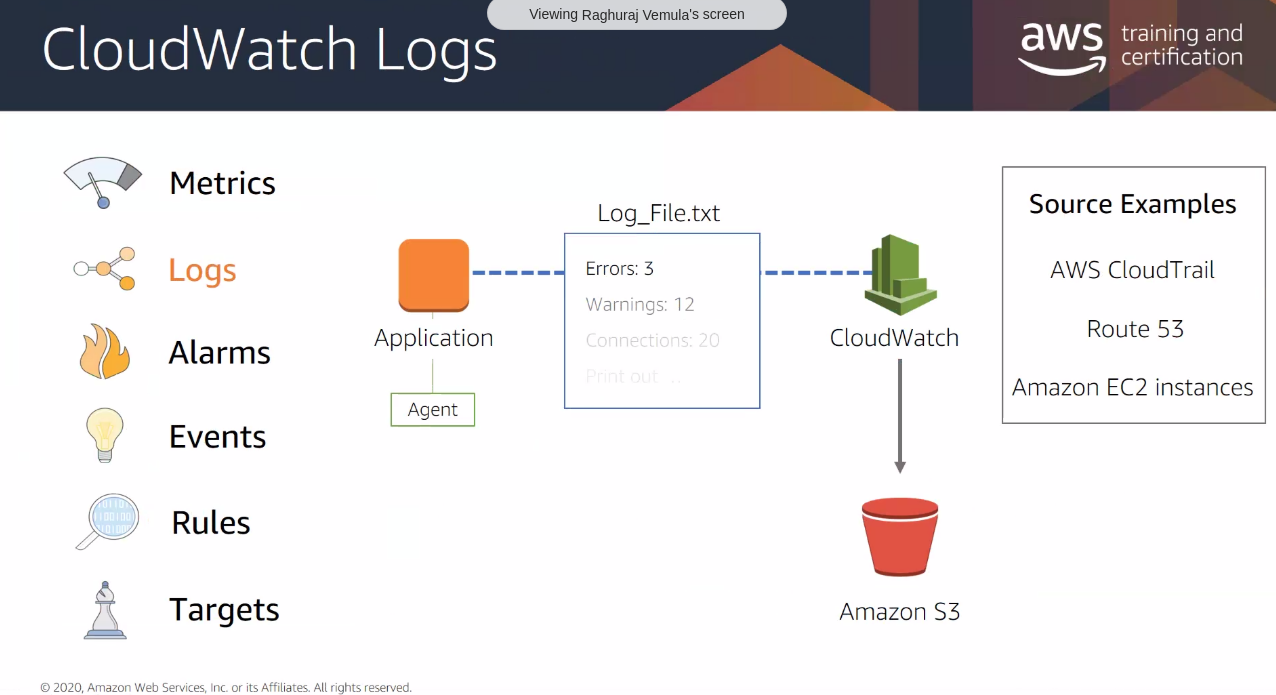 Viewing Raghuraj Vemula's screen
CloudWatch Logs
aws training and
certification
Metrics
Logs
Alarms
Events
Rules
Targets
Log_File.txt
Errors: 3
Warnings: 12
Connections: 20
Print out ...
Application
Agent
CloudWatch
Amazon S3
Source Examples
AWS CloudTrail
Route 53
Amazon EC2 instances
© 2020, Amazon Web Services, Inc. or its Affiliates. All rights reserved.